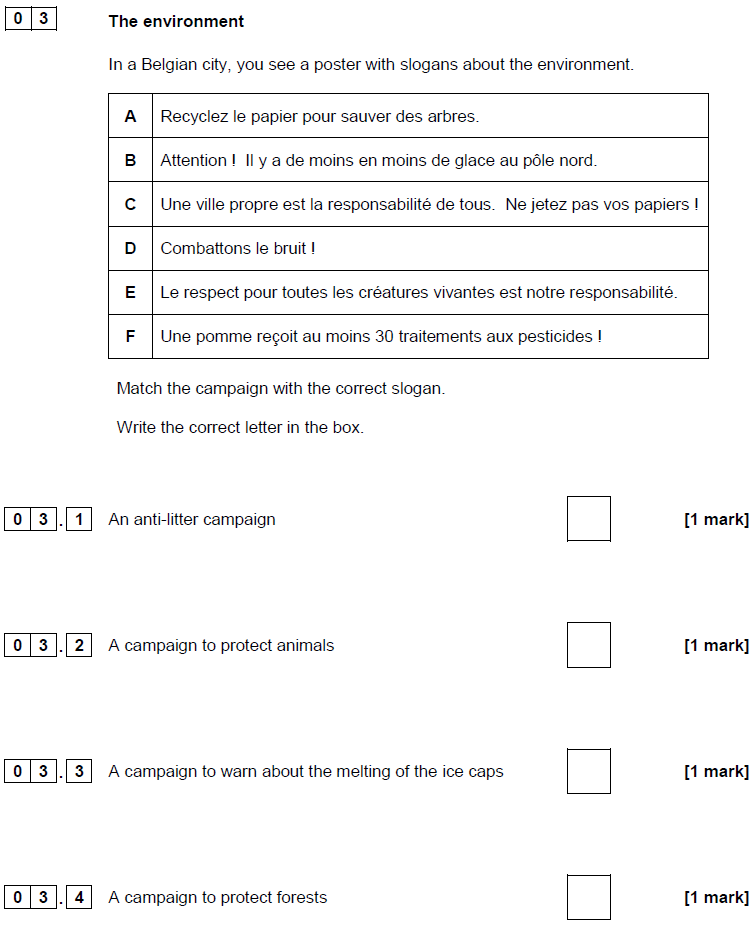 0 3 The environment
In a Belgian city, you see a poster with slogans about the environment.
A Recyclez le papier pour sauver des arbres.
B Attention ! Il y a de moins en moins de glace au pôle nord.
C Une ville propre est la responsabilité de tous. Ne jetez pas vos papiers !
D Combattons le bruit !
E Le respect pour toutes les créatures vivantes est notre responsabilité.
F Une pomme reçoit au moins 30 traitements aux pesticides !
Match the campaign with the correct slogan.
Write the correct letter in the box.
0 3 . 1 An anti-litter campaign [1 mark]
0 3 . 2 A campaign to protect animals [1 mark]
0 3 . 3 A campaign to warn about the melting of the ice caps [1 mark]
0 3 . 4 A campaign to protect forests [1 mark]